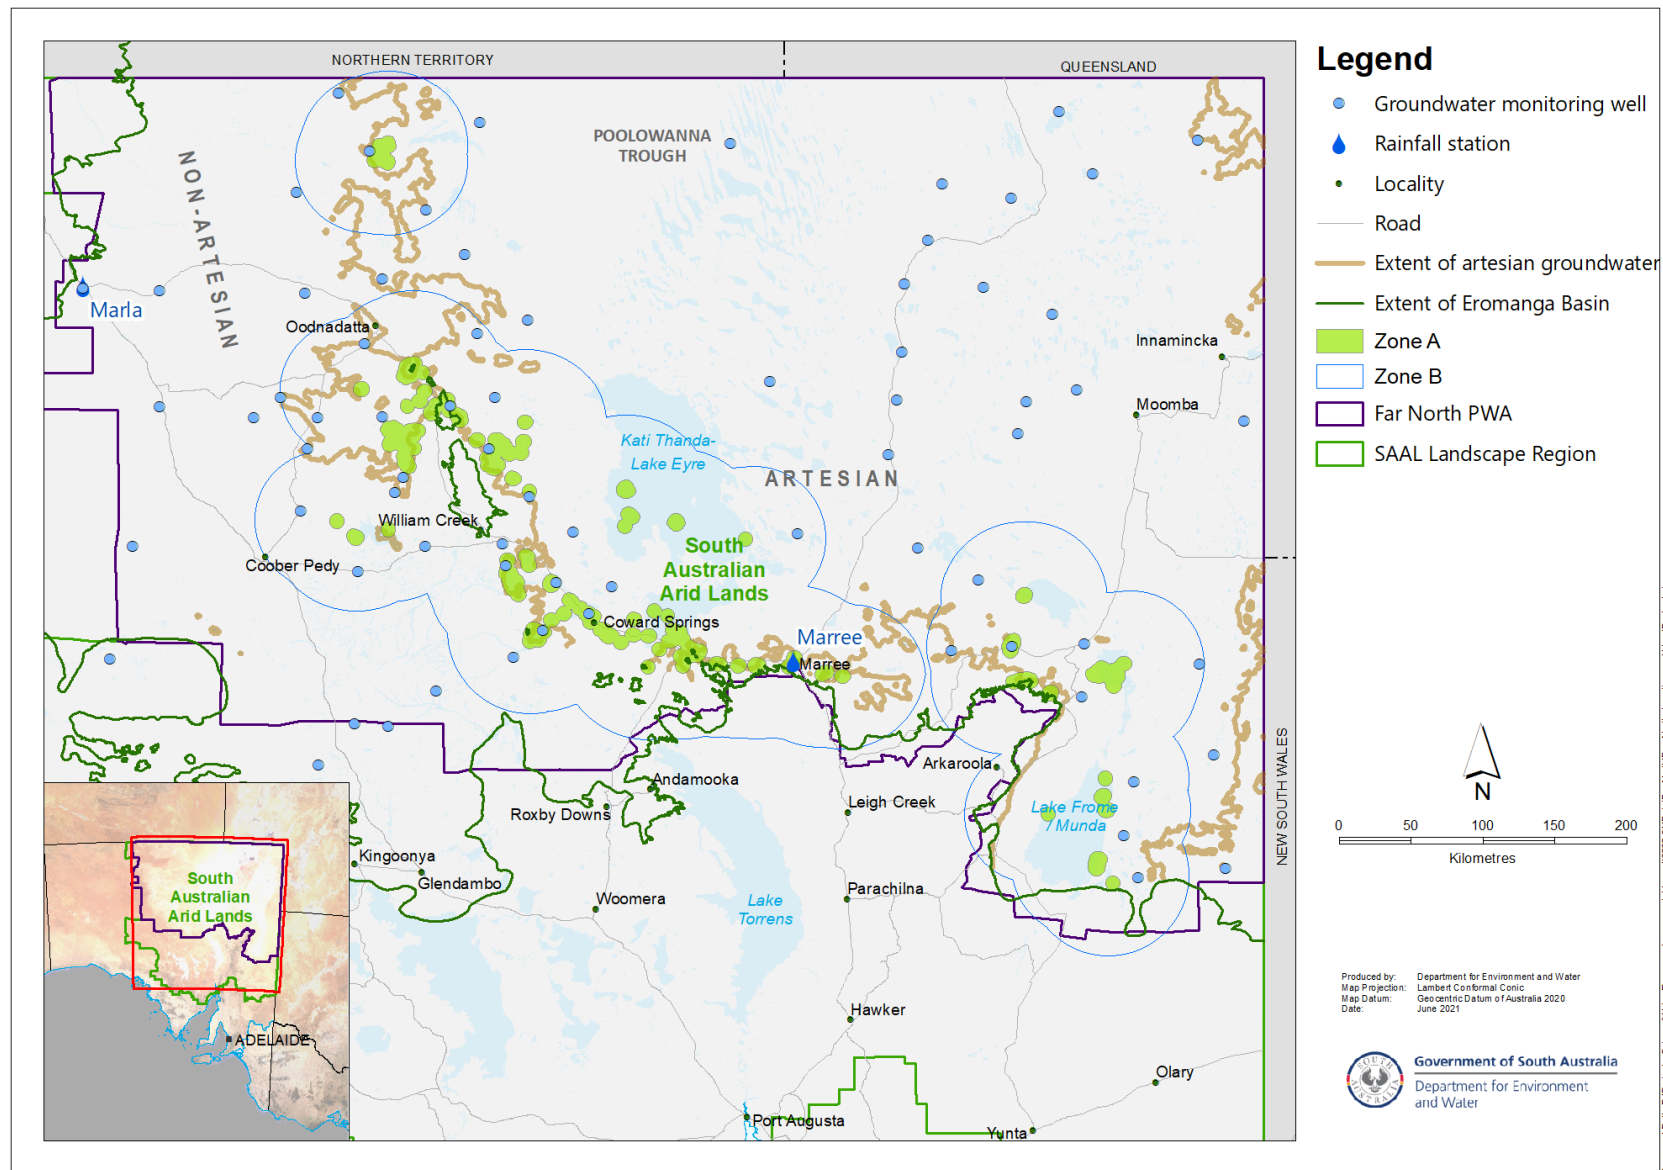 NORTHERN TERRITORY
QUEENSLAND
POOLOWANNA
TROUGH
NON-ARTESIAN
Marla
Oodnadatta
Innamincka
Moomba
Kati Thanda-
Lake Eyre
ARTESIAN
William Creek
Coober Pedy
South
Australian
Arid Lands
Coward Springs
Marree
Marree
Arkaroola
Andamooka
Roxby Downs
Leigh Creek
Lake Frome
/ Munda
Kingoonya
Glendambo
Woomera
Parachilna
Lake
Torrens
Hawker
Olary
Port Augusta
Yunta
NEW SOUTH WALES
South
Australian
Arid Lands
ADELAIDE
Legend
Groundwater monitoring well
Rainfall station
Locality
Road
Extent of artesian groundwater
Extent of Eromanga Basin
Zone A
Zone B
Far North PWA
SAAL Landscape Region
N
0 50 100 150 200
Kilometres
Produced by: Department for Environment and Water
Map Projection: Lambert Conformal Conic
Map Datum: Geocentric Datum of Australia 2020
Date: June 2021
SOUTH AUSTRALIA
Government of South Australia
Department for Environment
and Water